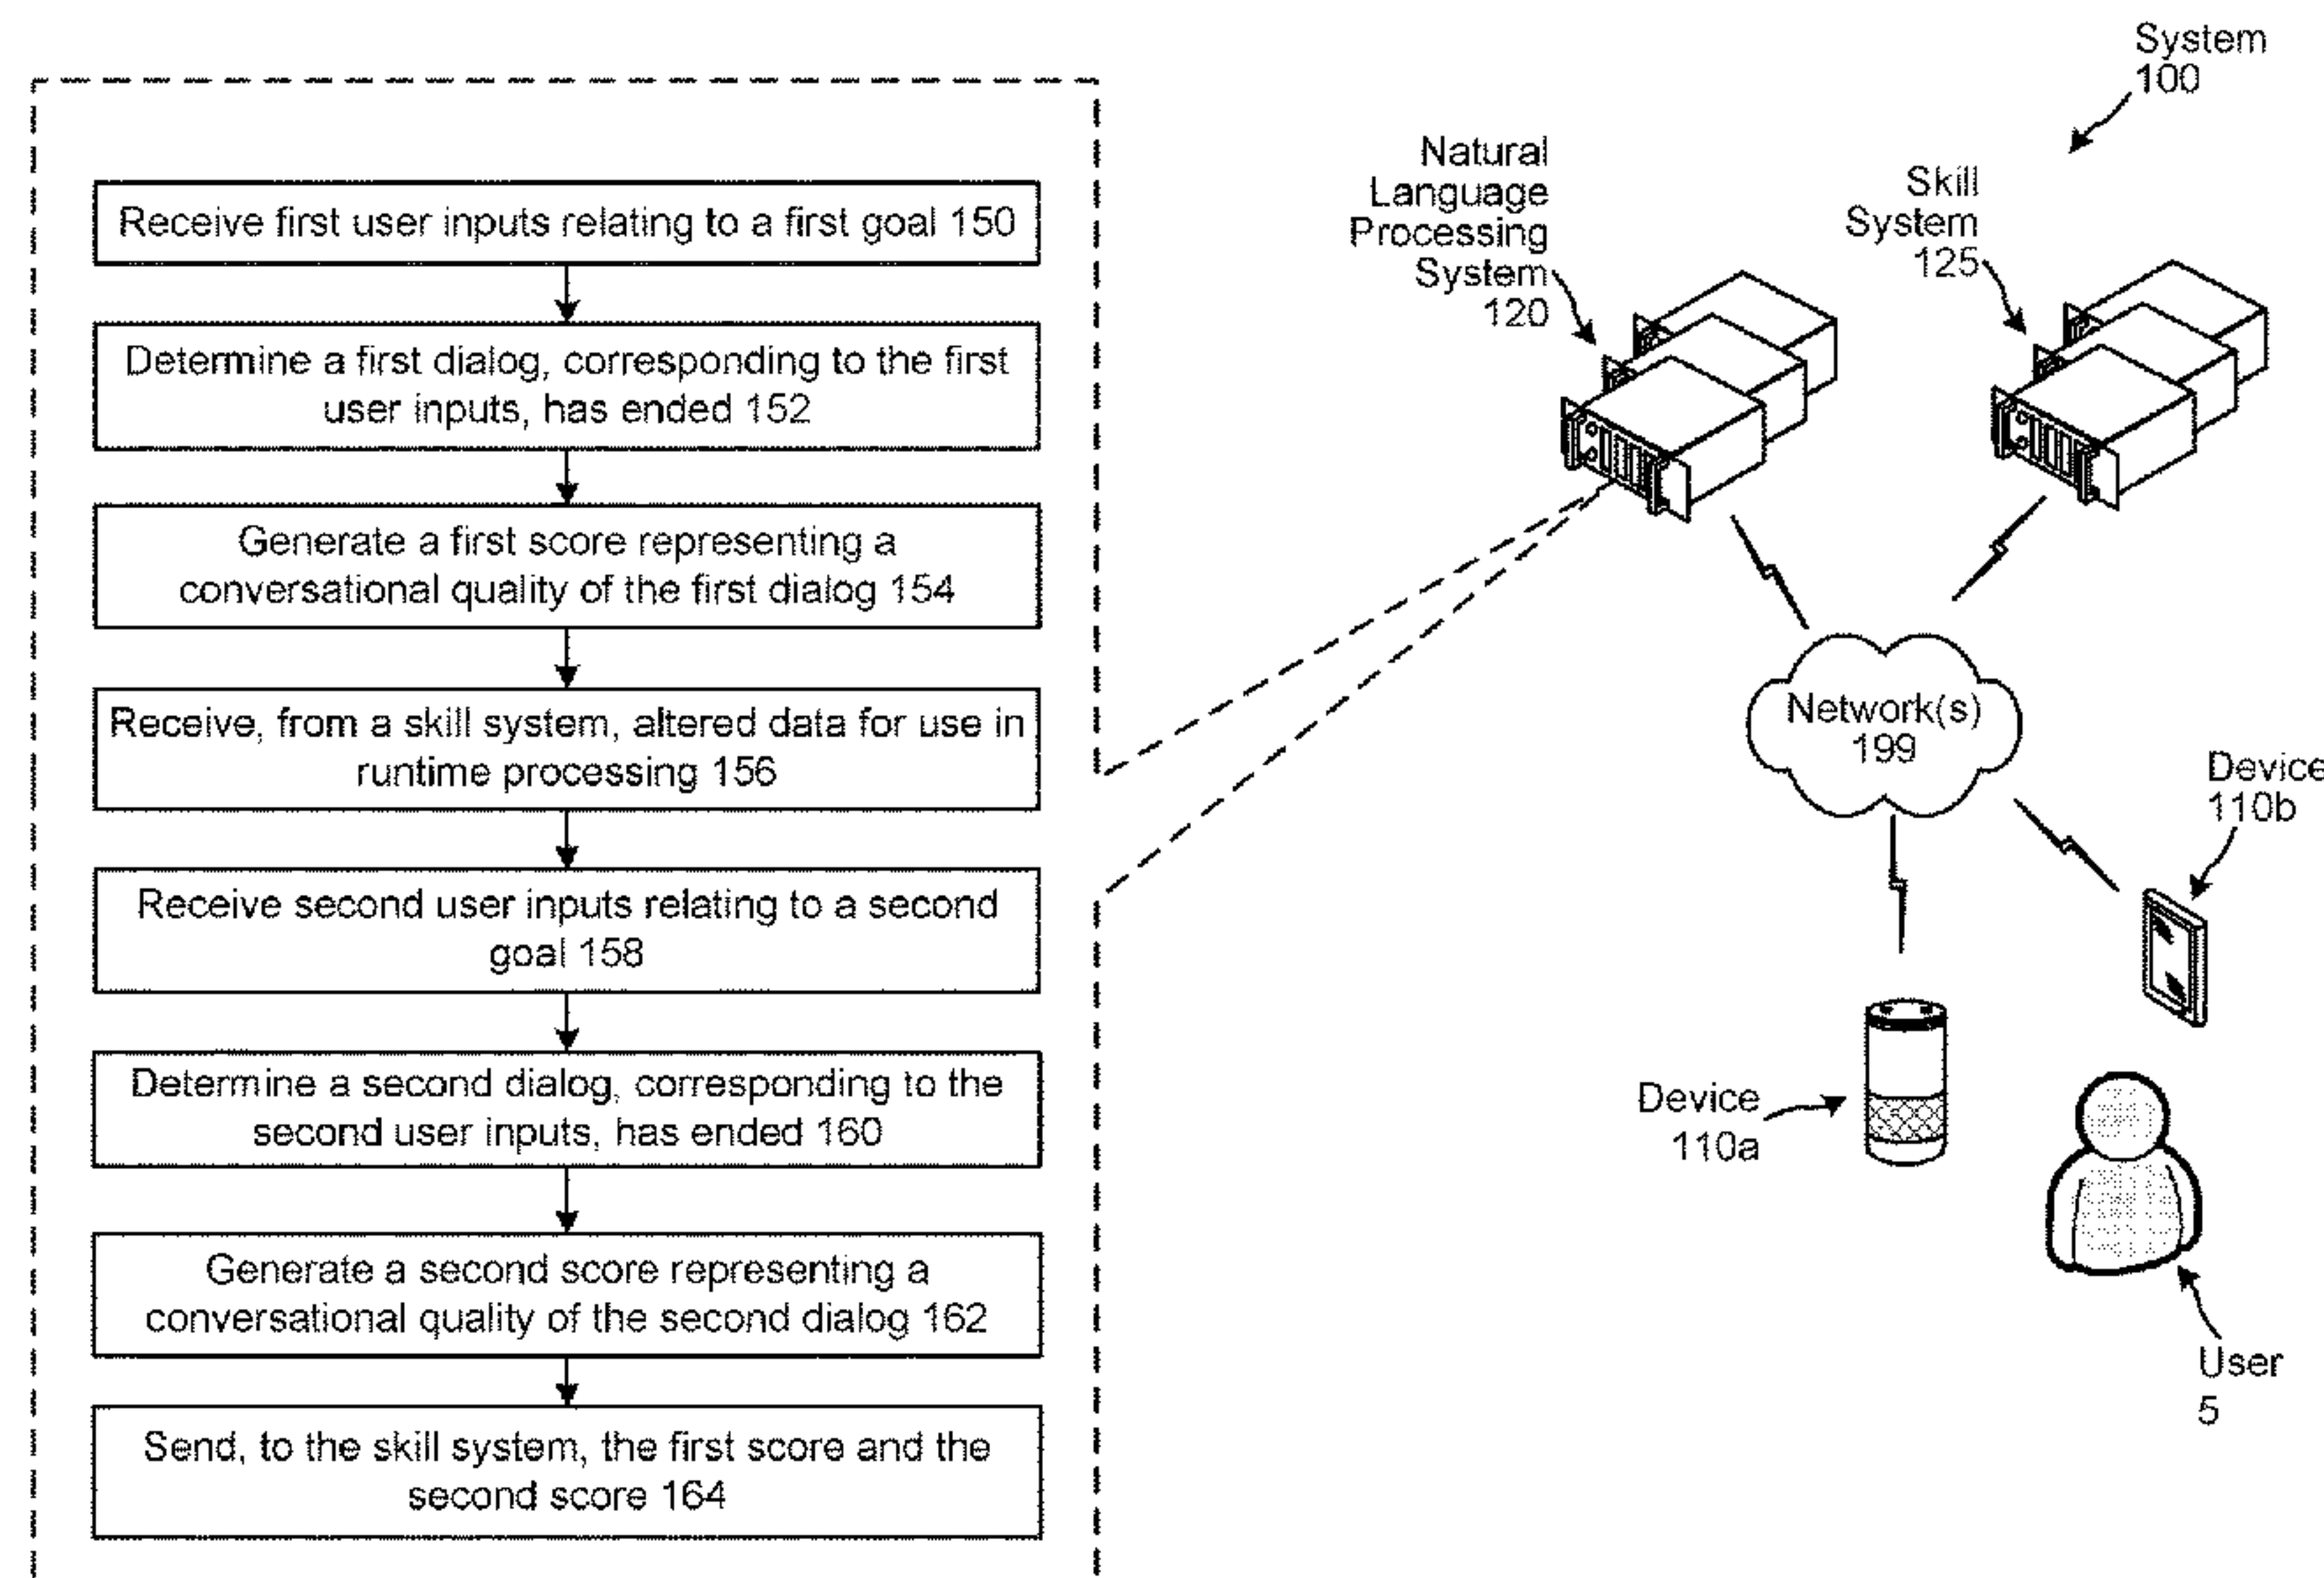 Receive first user inputs relating to a first goal 150
Determine a first dialog, corresponding to the first
user inputs, has ended 152
Generate a first score representing a
conversational quality of the first dialog 154
Receive, from a skill system, altered data for use in
runtime processing 156
Receive second user inputs relating to a second
goal 158
Determine a second dialog, corresponding to the
second user inputs, has ended 160
Generate a second score representing a
conversational quality of the second dialog 162
Send, to the skill system, the first score and the
second score 164
System
100
Natural
Language
Processing
System
120
Skill
System
125
Network(s)
199
Device
110b
Device
110a
User
5